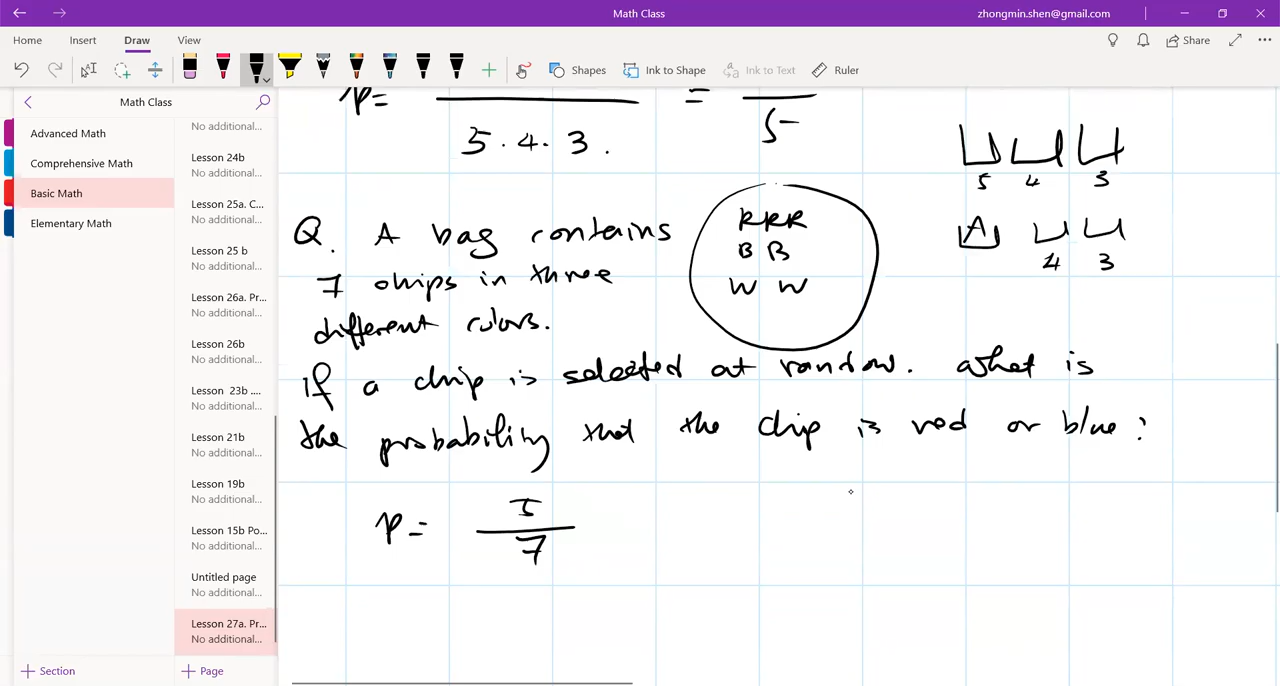 Math Class
zhongmin.shen@gmail.com
Home
Insert
Draw
View
Shapes
Ink to Shape
Ink to Text
Ruler
Share
Math Class
Advanced Math
Comprehensive Math
Basic Math
Elementary Math
No additional...
Lesson 24b
No additional...
Lesson 25a. C...
No additional...
Lesson 25 b
No additional...
Lesson 26a. Pr...
No additional...
Lesson 26b
No additional...
Lesson 23b ....
No additional...
Lesson 21b
No additional...
Lesson 19b
No additional...
Lesson 15b Po...
No additional...
Untitled page
No additional...
Lesson 27a. Pr...
No additional...
+ Section
+ Page
P= =
5
5 · 4 · 3 .
5 4 3
A
4 3
Q. A bag contains
7 chips in three
different colors.
RRR
B B
W W
If a chip is selected at random. what is
the probability that the chip is red or blue?
P= 5
7